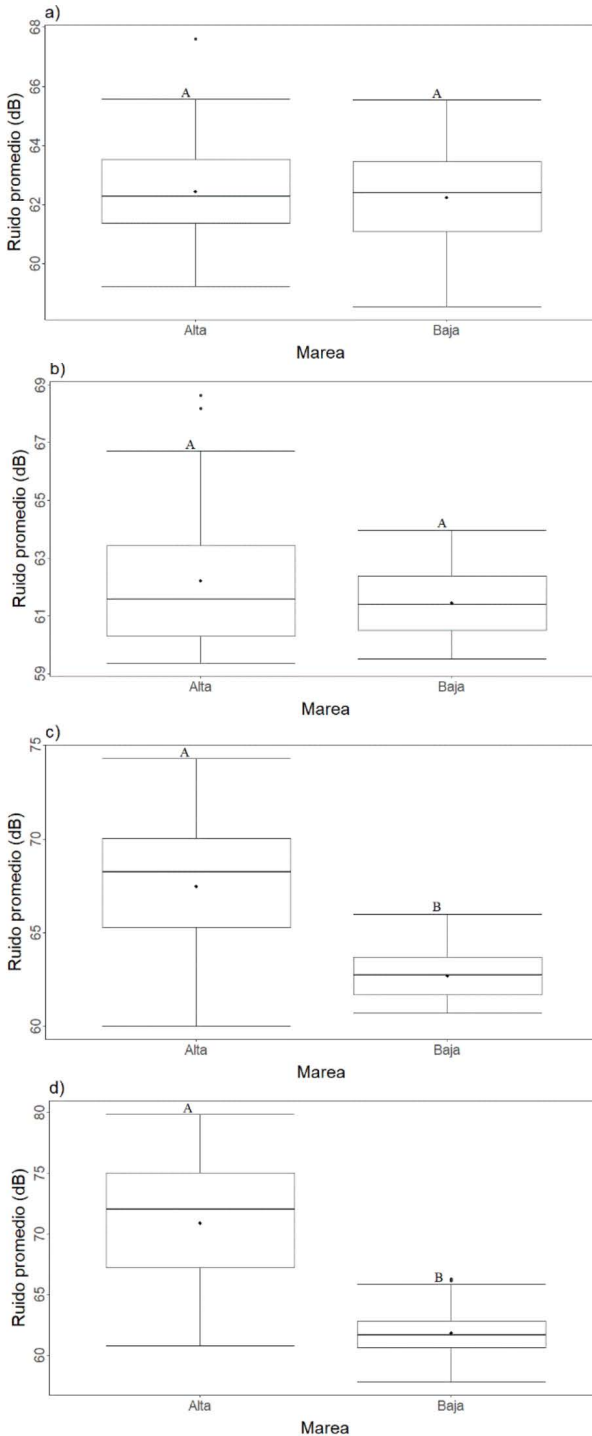 a)
Ruido promedio (dB)
68
66
64
62
60
A
A
Alta
Baja
Marea
b)
Ruido promedio (dB)
69
67
65
63
61
59
A
A
Alta
Baja
Marea
c)
Ruido promedio (dB)
75
70
65
60
A
B
Alta
Baja
Marea
d)
Ruido promedio (dB)
80
75
70
65
60
A
B
Alta
Baja
Marea